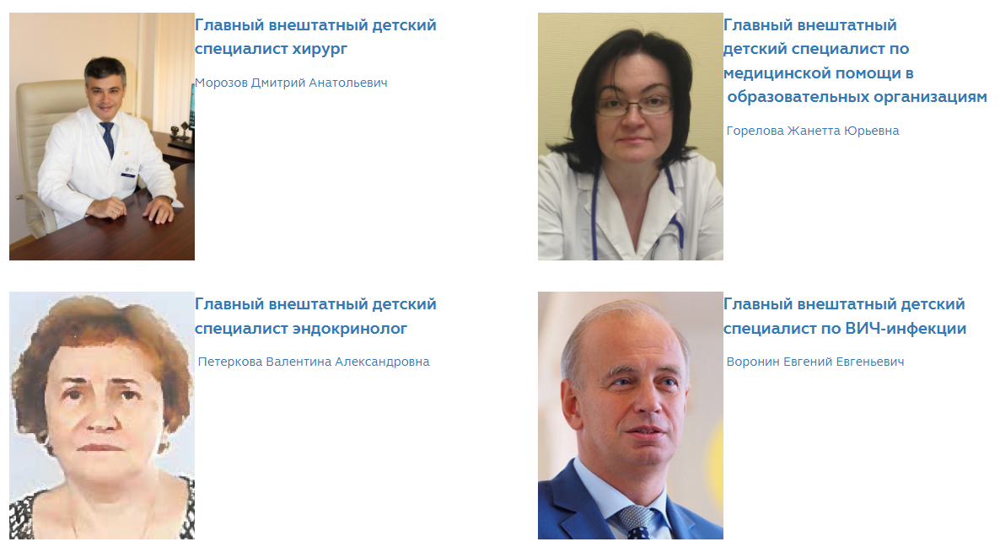 Главный внештатный детский
специалист хирург
Морозов Дмитрий Анатольевич
Главный внештатный
детский специалист по
медицинской помощи в
образовательных организациям
Горелова Жанетта Юрьевна
Главный внештатный детский
специалист эндокринолог
Петеркова Валентина Александровна
Главный внештатный детский
специалист по ВИЧ-инфекции
Воронин Евгений Евгеньевич